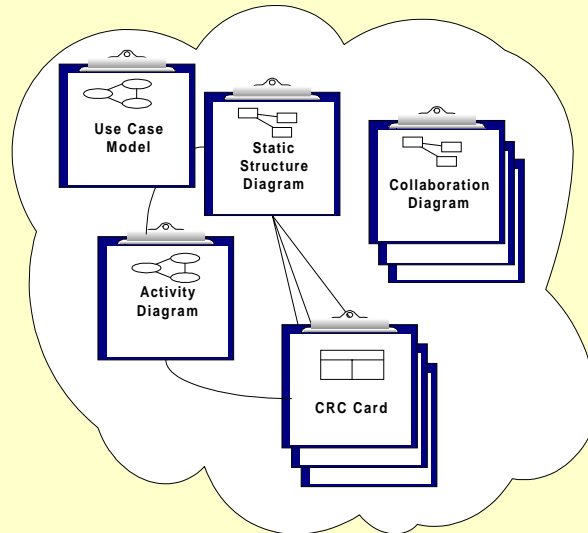 Use Case
Model
Static
Structure
Diagram
Collaboration
Diagram
Activity
Diagram
CRC Card